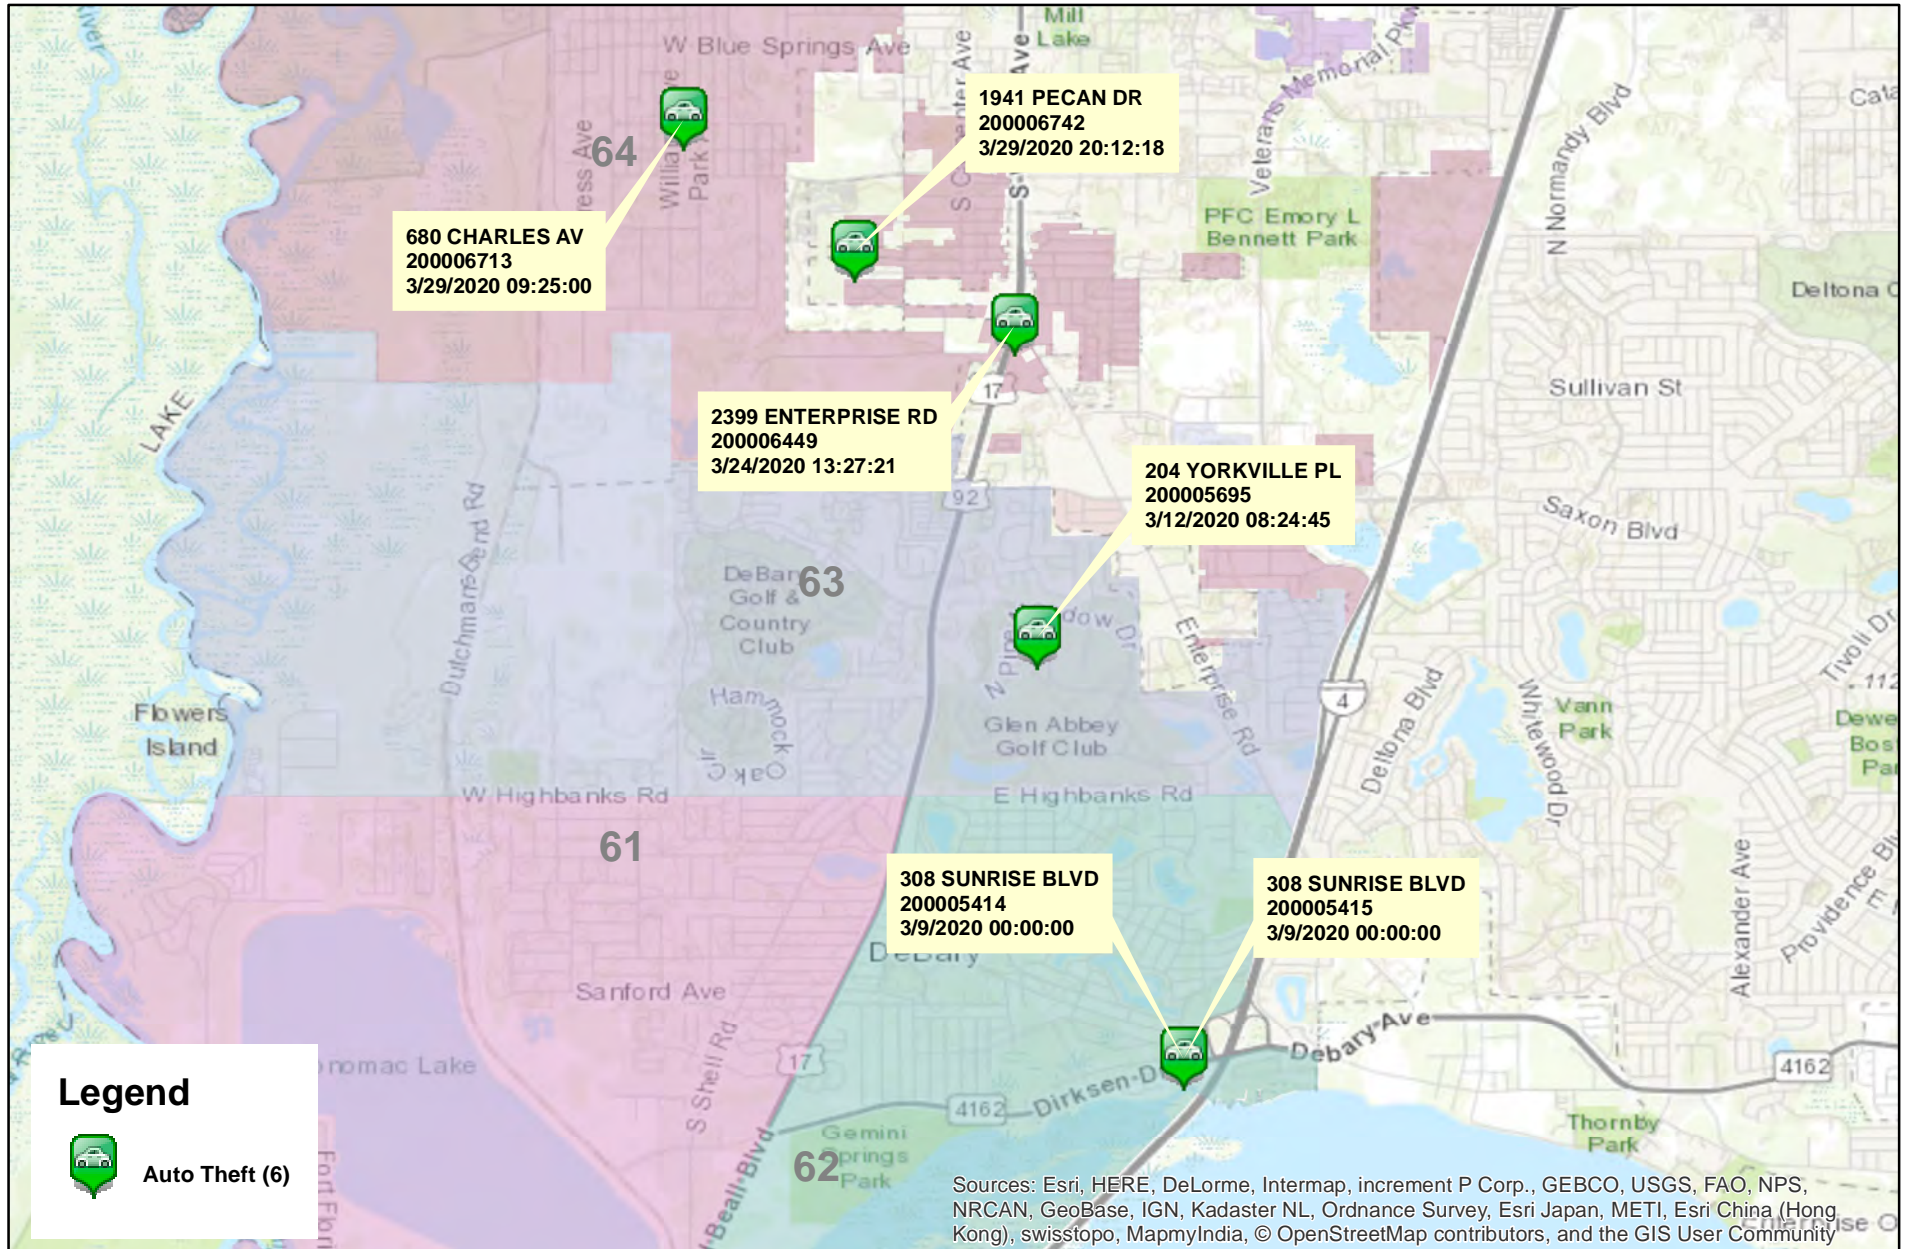 Mill
Lake
W Blue Springs Ave
1941 PECAN DR
200006742
3/29/2020 20:12:18
Veterans Memorial Pkwy
N Normandy Blvd
64
680 CHARLES AV
200006713
3/29/2020 09:25:00
PFC Emory L
Bennett Park
Deltona
Sullivan St
LAKE
17
2399 ENTERPRISE RD
200006449
3/24/2020 13:27:21
92
204 YORKVILLE PL
200005695
3/12/2020 08:24:45
Saxon Blvd
Dutchmans Bend Rd
63
Golf &
Country
Club
Enterprise Rd
Tivoli Dr
4
Deltona Blvd
Whitewood Dr
Vann
Park
Flowers
Island
Hammock
Oak Cir
Glen Abbey
Golf Club
W Highbanks Rd
E Highbanks Rd
61
308 SUNRISE BLVD
200005414
3/9/2020 00:00:00
308 SUNRISE BLVD
200005415
3/9/2020 00:00:00
DeBary
Alexander Ave
Sanford Ave
S Shell Rd
17
Debary Ave
4162
4162
Gemini
Springs
Park
62
Thornby
Park
Legend
Auto Theft (6)
Sources: Esri, HERE, DeLorme, Intermap, increment P Corp., GEBCO, USGS, FAO, NPS,
NRCAN, GeoBase, IGN, Kadaster NL, Ordnance Survey, Esri Japan, METI, Esri China (Hong
Kong), swisstopo, MapmyIndia, © OpenStreetMap contributors, and the GIS User Community